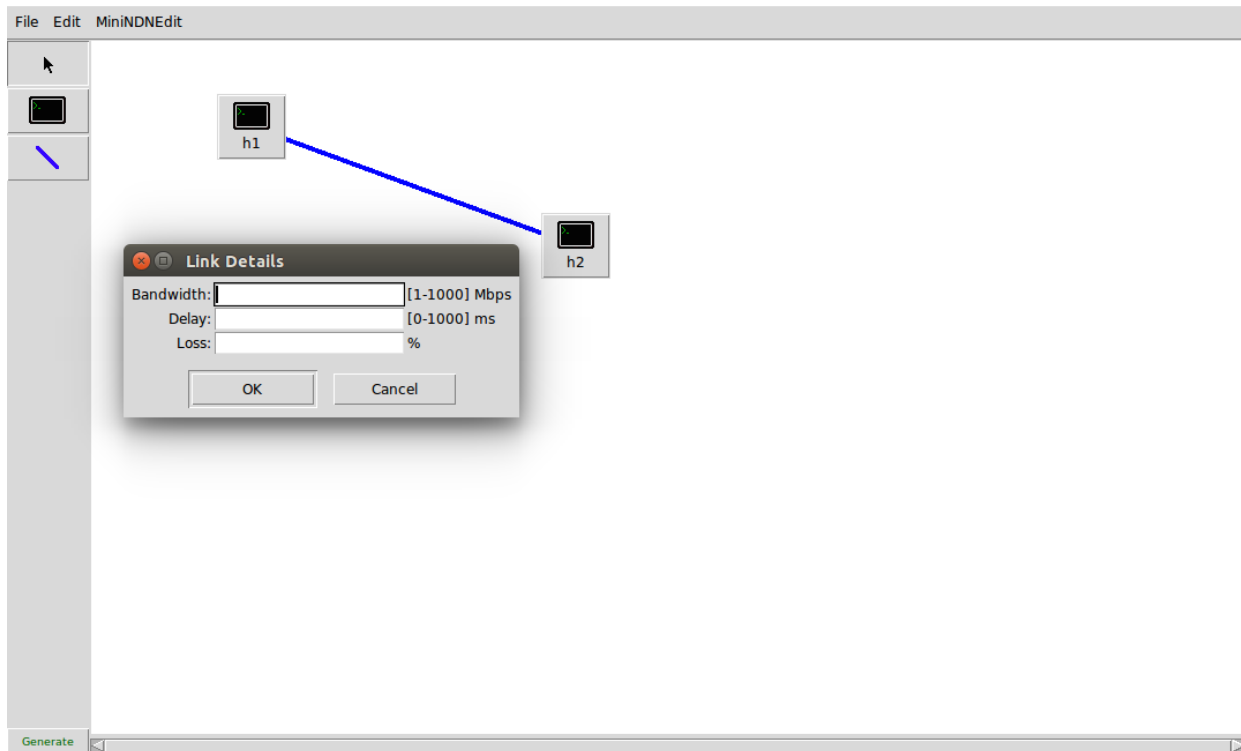 File Edit MiniNDNEdit
h1
h2
Link Details
Bandwidth: [1-1000] Mbps
Delay: [0-1000] ms
Loss: %
OK Cancel
Generate